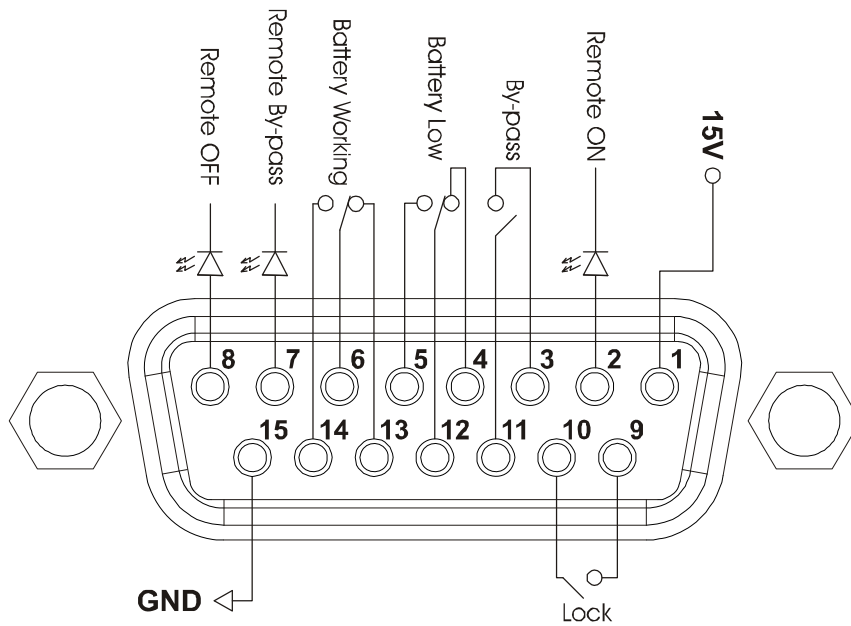 Remote OFF
Remote By-pass
Battery Working
Battery Low
By-pass
Remote ON
15V
8 7 6 5 4 3 2 1
15 14 13 12 11 10 9
GND
Lock